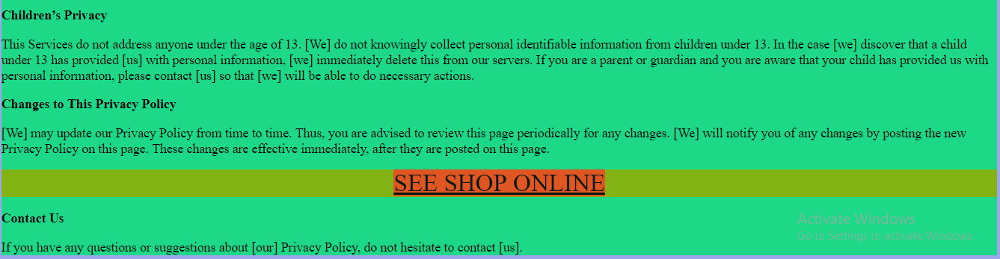 Children’s Privacy
This Services do not address anyone under the age of 13. [We] do not knowingly collect personal identifiable information from children under 13. In the case [we] discover that a child
under 13 has provided [us] with personal information, [we] immediately delete this from our servers. If you are a parent or guardian and you are aware that your child has provided us with
personal information, please contact [us] so that [we] will be able to do necessary actions.
Changes to This Privacy Policy
[We] may update our Privacy Policy from time to time. Thus, you are advised to review this page periodically for any changes. [We] will notify you of any changes by posting the new
Privacy Policy on this page. These changes are effective immediately, after they are posted on this page.
SEE SHOP ONLINE
Contact Us
If you have any questions or suggestions about [our] Privacy Policy, do not hesitate to contact [us].
Activate Windows
Go to Settings to activate Windows.